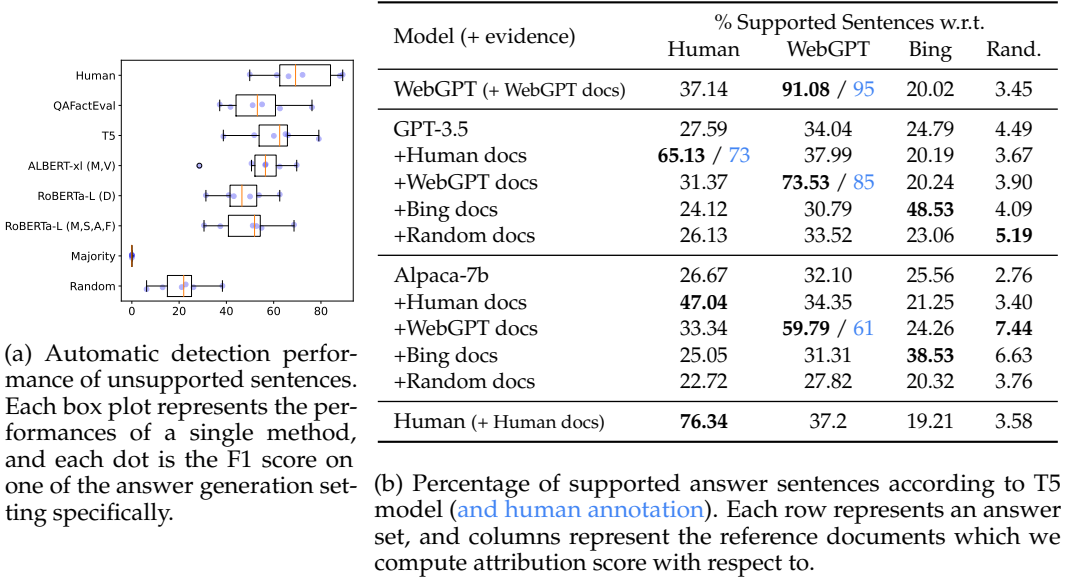 Human
QAFactEval
T5
ALBERT-xl (M,V)
RoBERTa-L (D)
RoBERTa-L (M,S,A,F)
Majority
Random
0 20 40 60 80
(a) Automatic detection perfor-
mance of unsupported sentences.
Each box plot represents the per-
formances of a single method,
and each dot is the F1 score on
one of the answer generation set-
ting specifically.
Model (+ evidence) % Supported Sentences w.r.t.
Human WebGPT Bing Rand.
WebGPT (+ WebGPT docs) 37.14 91.08 / 95 20.02 3.45
GPT-3.5 27.59 34.04 24.79 4.49
+Human docs 65.13 / 73 37.99 20.19 3.67
+WebGPT docs 31.37 73.53 / 85 20.24 3.90
+Bing docs 24.12 30.79 48.53 4.09
+Random docs 26.13 33.52 23.06 5.19
Alpaca-7b 26.67 32.10 25.56 2.76
+Human docs 47.04 34.35 21.25 3.40
+WebGPT docs 33.34 59.79 / 61 24.26 7.44
+Bing docs 25.05 31.31 38.53 6.63
+Random docs 22.72 27.82 20.32 3.76
Human (+ Human docs) 76.34 37.2 19.21 3.58
(b) Percentage of supported answer sentences according to T5
model (and human annotation). Each row represents an answer
set, and columns represent the reference documents which we
compute attribution score with respect to.